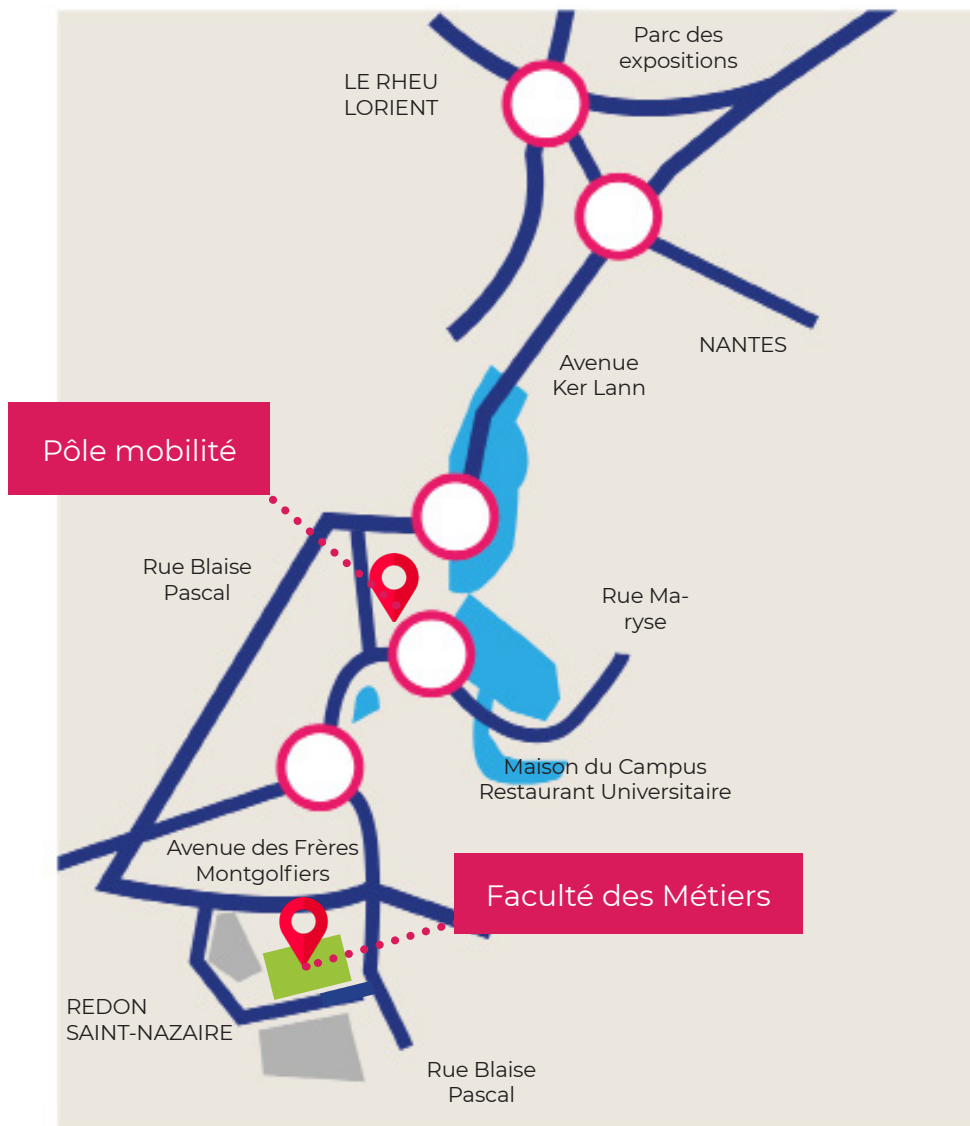 Parc des
expositions
LE RHEU
LORIENT
NANTES
Avenue
Ker Lann
Pôle mobilité
Rue Blaise
Pascal
Rue Ma-
ryse
Maison du Campus
Restaurant Universitaire
Avenue des Frères
Montgolfiers
Faculté des Métiers
REDON
SAINT-NAZAIRE
Rue Blaise
Pascal